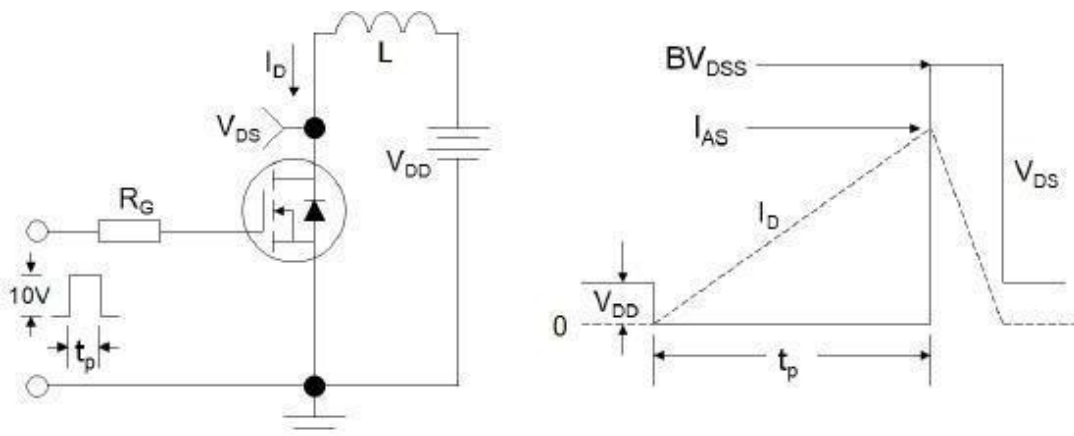 L
I_D
V_DS
V_DD
R_G
10V
t_p
BV_DSS
I_AS
V_DS
I_D
V_DD
0
t_p